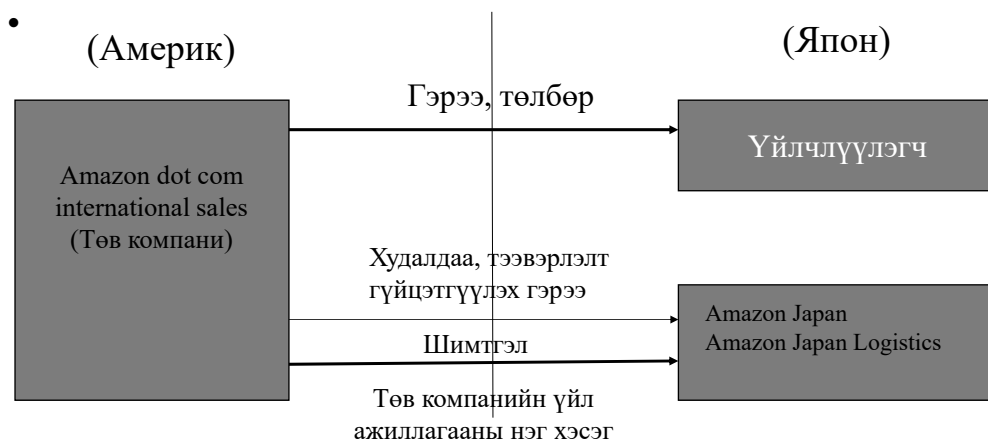 (Америк)
(Япон)
Гэрээ, төлбөр
Үйлчлүүлэгч
Amazon dot com
international sales
(Төв компани)
Худалдаа, тээвэрлэлт
гүйцэтгүүлэх гэрээ
Amazon Japan
Amazon Japan Logistics
Шимтгэл
Төв компанийн үйл
ажиллагааны нэг хэсэг